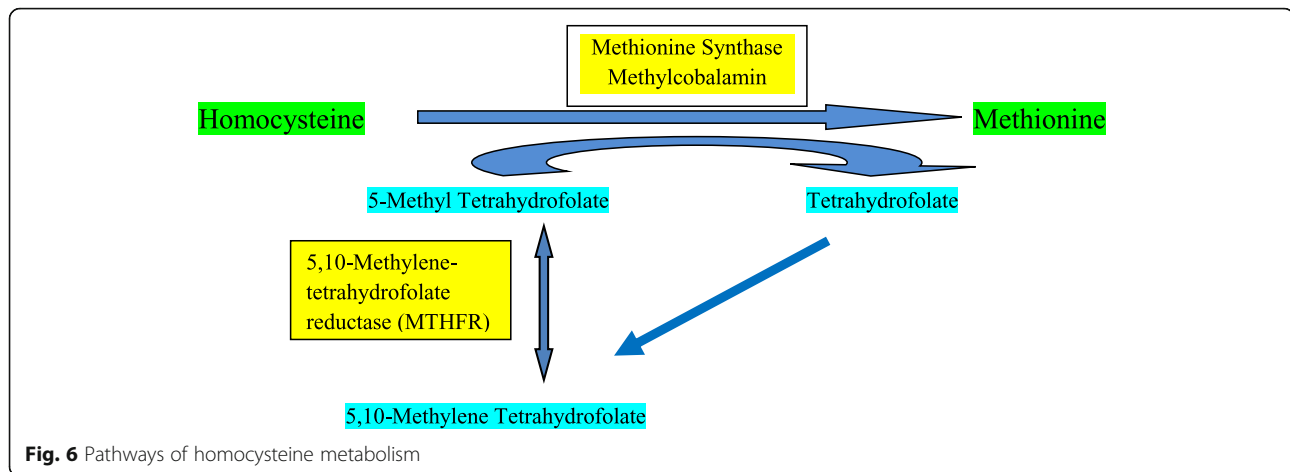 Methionine Synthase
Methylcobalamin
Homocysteine
Methionine
5-Methyl Tetrahydrofolate
Tetrahydrofolate
5,10-Methylene-
tetrahydrofolate
reductase (MTHFR)
5,10-Methylene Tetrahydrofolate
Fig. 6 Pathways of homocysteine metabolism